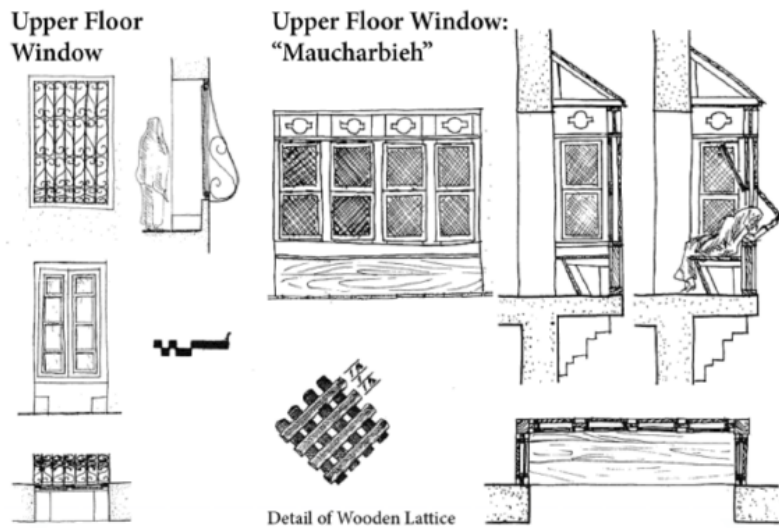 Upper Floor
Window
Upper Floor Window:
“Maucharbieh”
Detail of Wooden Lattice